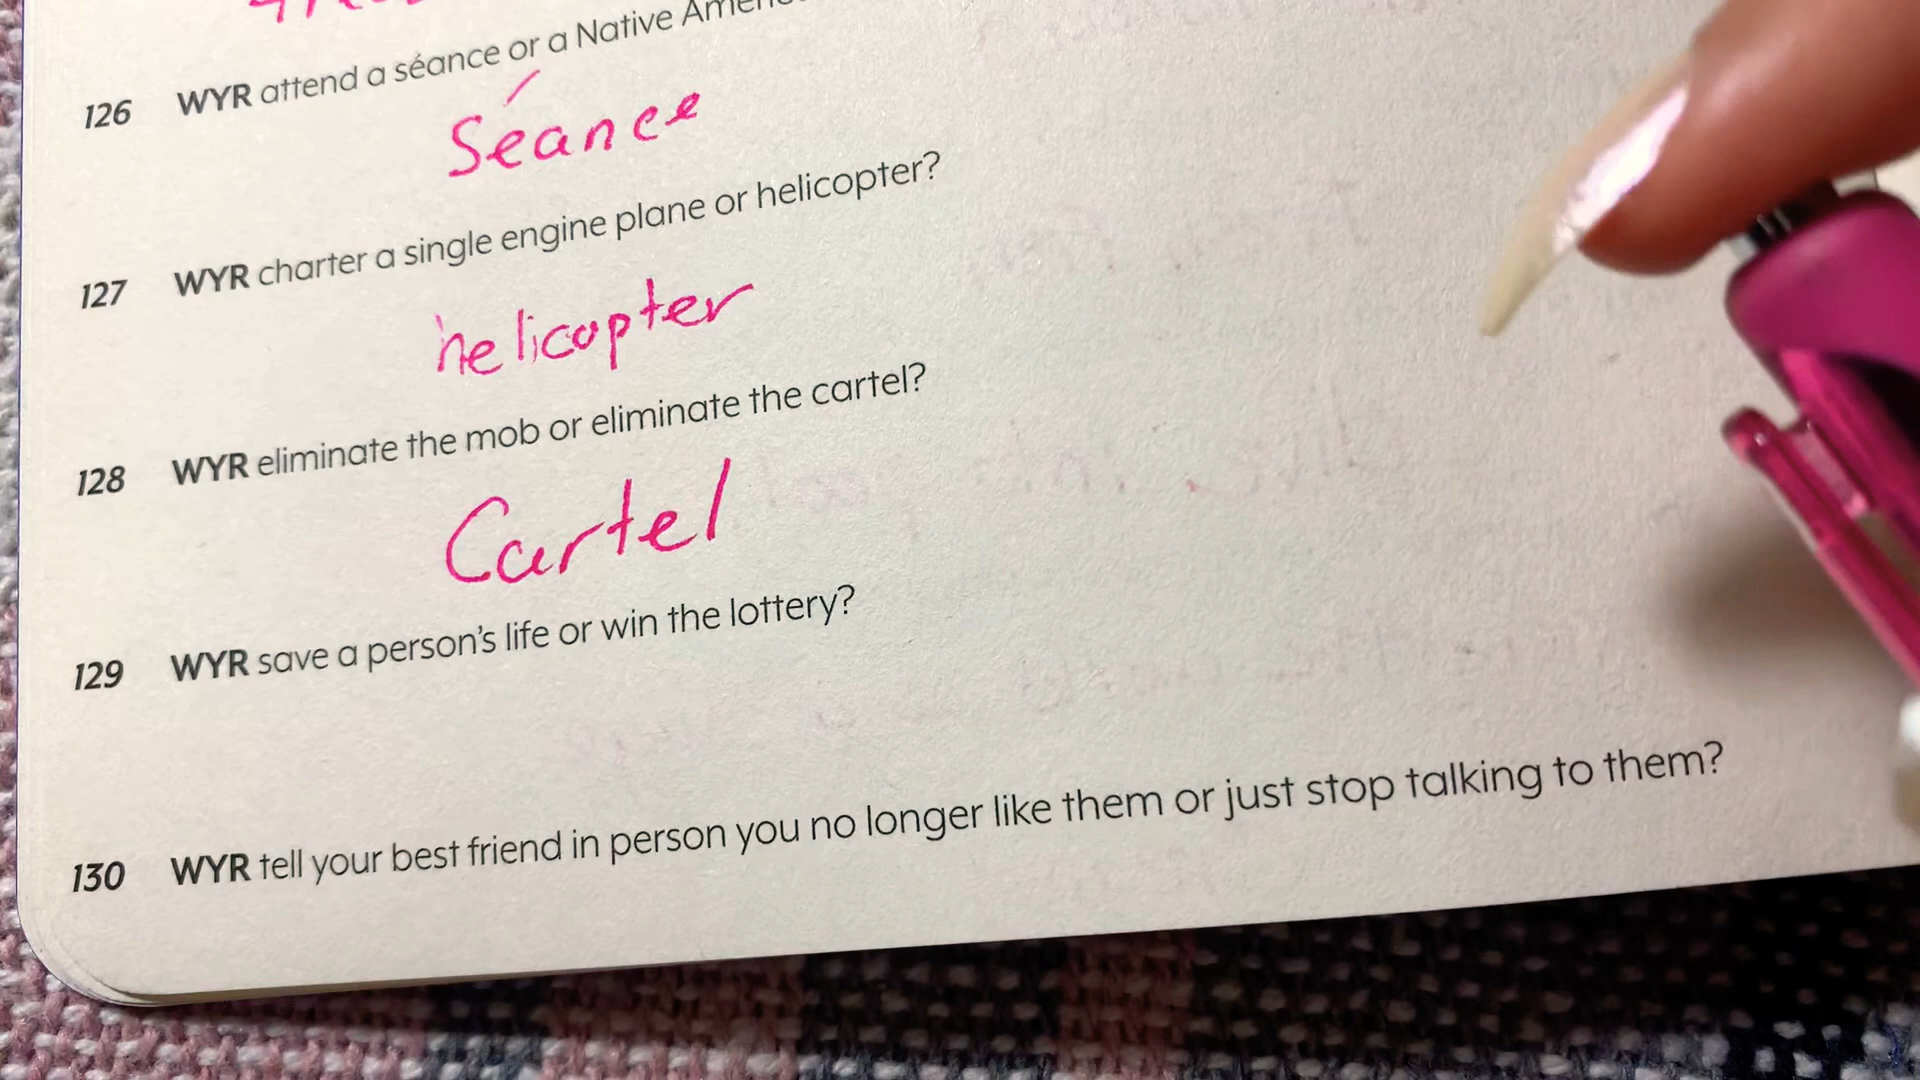 126 WYR attend a séance or a Native
Séance
127 WYR charter a single engine plane or helicopter?
helicopter
128 WYR eliminate the mob or eliminate the cartel?
Cartel
129 WYR save a person's life or win the lottery?
130 WYR tell your best friend in person you no longer like them or just stop talking to them?